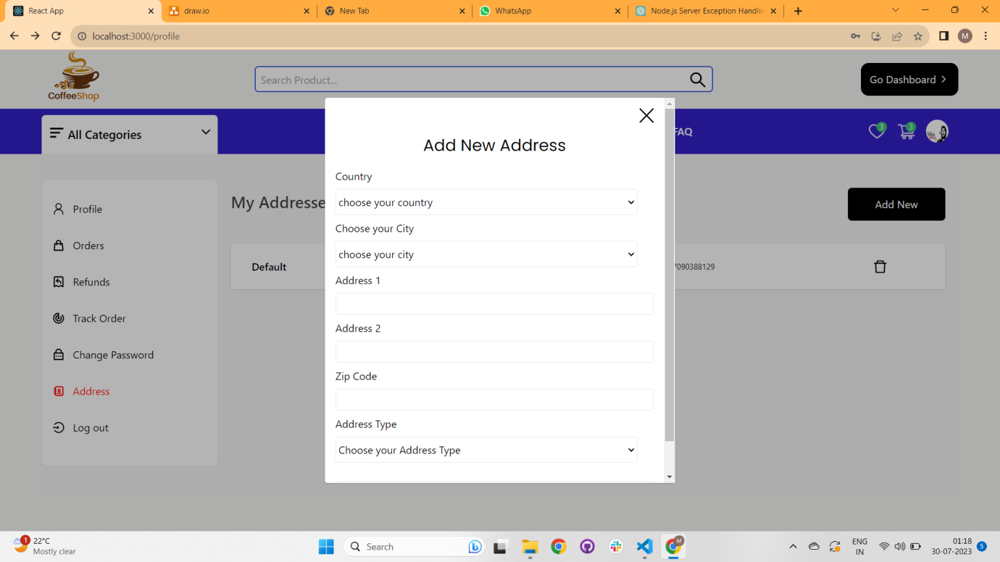 React App
draw.io
New Tab
WhatsApp
Node.js Server Exception Handlin
localhost:3000/profile
M
CoffeeShop
Search Product...
Go Dashboard
All Categories
FAQ
3
3
Add New Address
Country
choose your country
Choose your City
choose your city
Address 1
Address 2
Zip Code
Address Type
Choose your Address Type
Profile
Orders
Refunds
Track Order
Change Password
Address
Log out
My Addresse
Add New
Default
7090388129
1
22°C
Mostly clear
Search
M
ENG
IN
01:18
30-07-2023
5